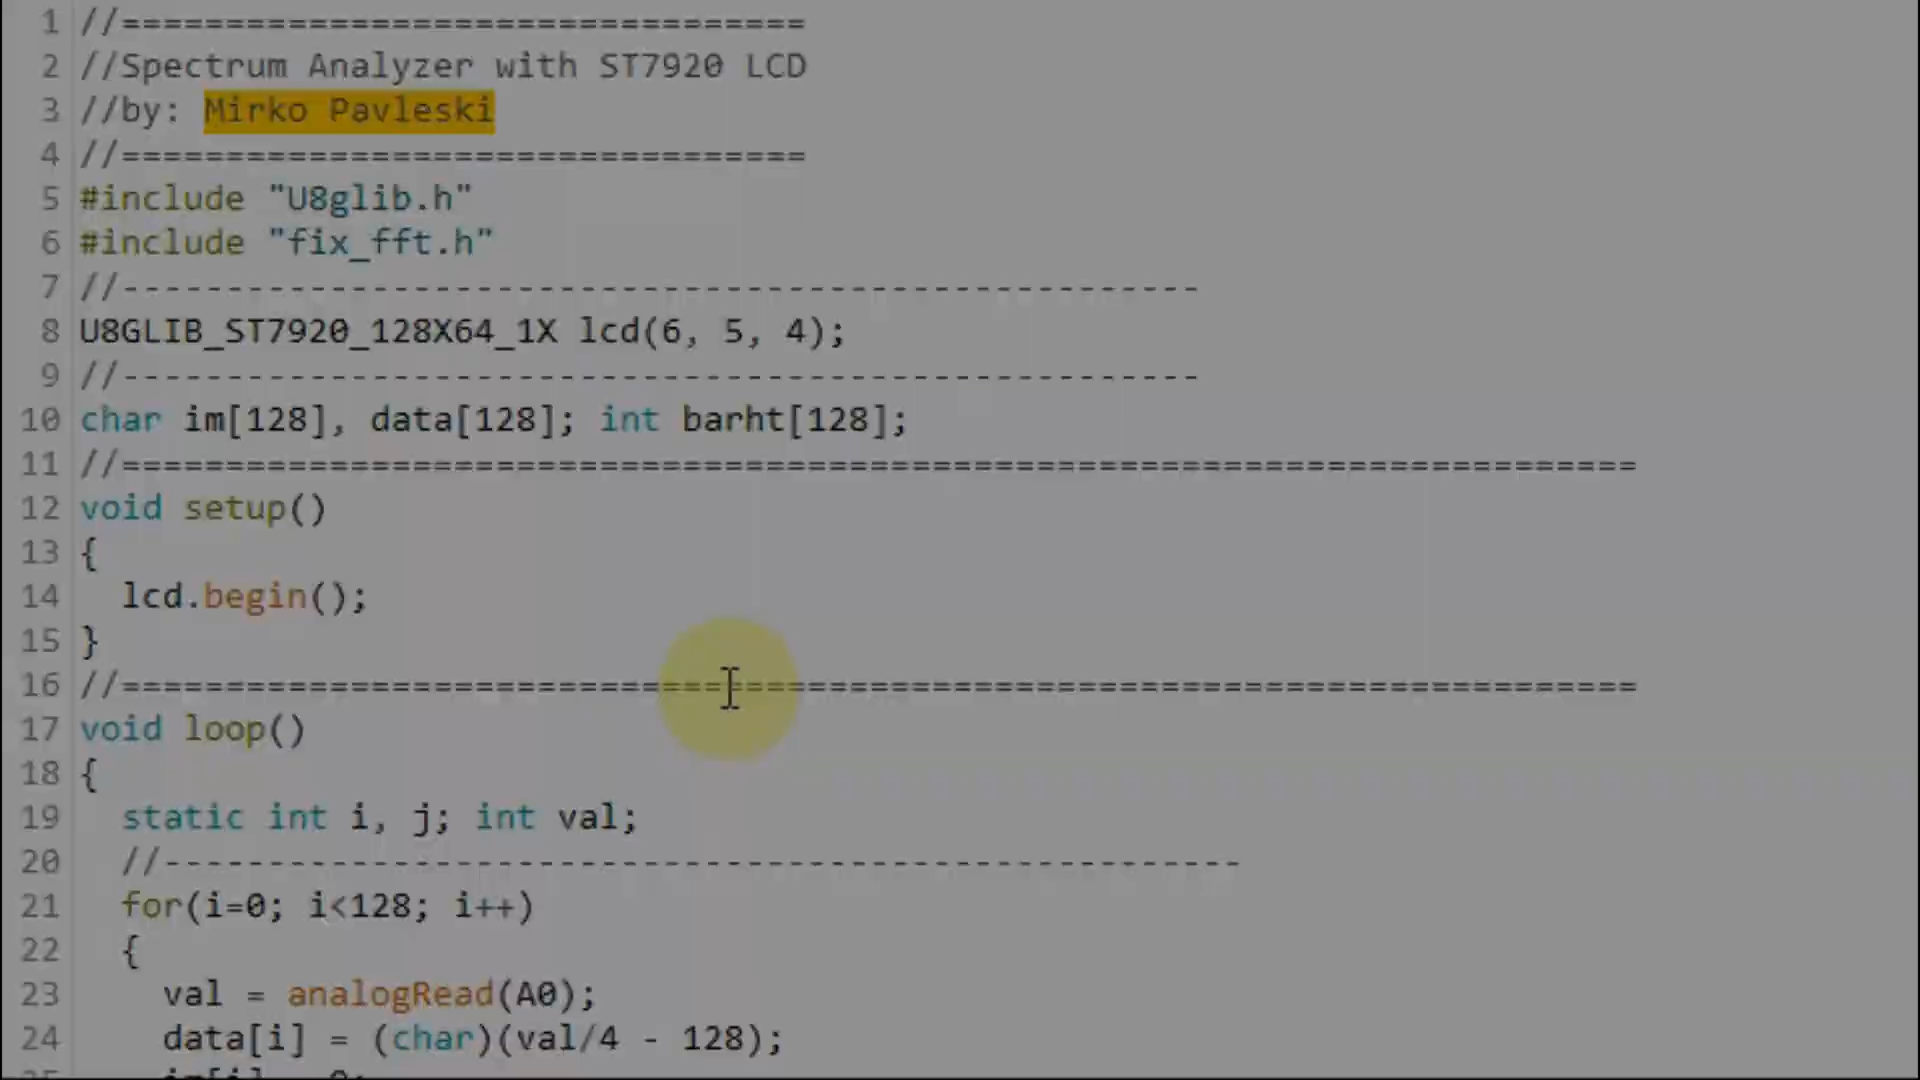 1 //=================================
2 //Spectrum Analyzer with ST7920 LCD
3 //by: Mirko Pavleski
4 //=================================
5 #include "U8glib.h"
6 #include "fix_fft.h"
7 //----------------------------------------------------
8 U8GLIB_ST7920_128X64_1X lcd(6, 5, 4);
9 //----------------------------------------------------
10 char im[128], data[128]; int barht[128];
11 //=========================================================================
12 void setup()
13 {
14   lcd.begin();
15 }
16 //=========================================================================
17 void loop()
18 {
19   static int i, j; int val;
20   //----------------------------------------------------
21   for(i=0; i<128; i++)
22   {
23     val = analogRead(A0);
24     data[i] = (char)(val/4 - 128);
25     im[i] = 0;